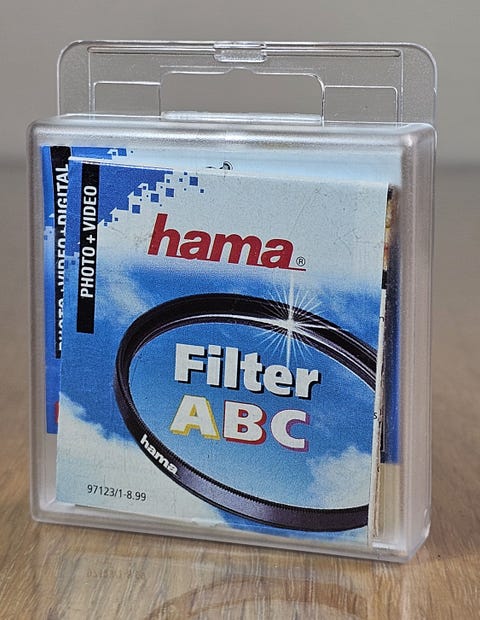 PHOTO + VIDEO + DIGITAL
PHOTO + VIDEO
hama®
Filter
ABC
hama
97123/1-8.99